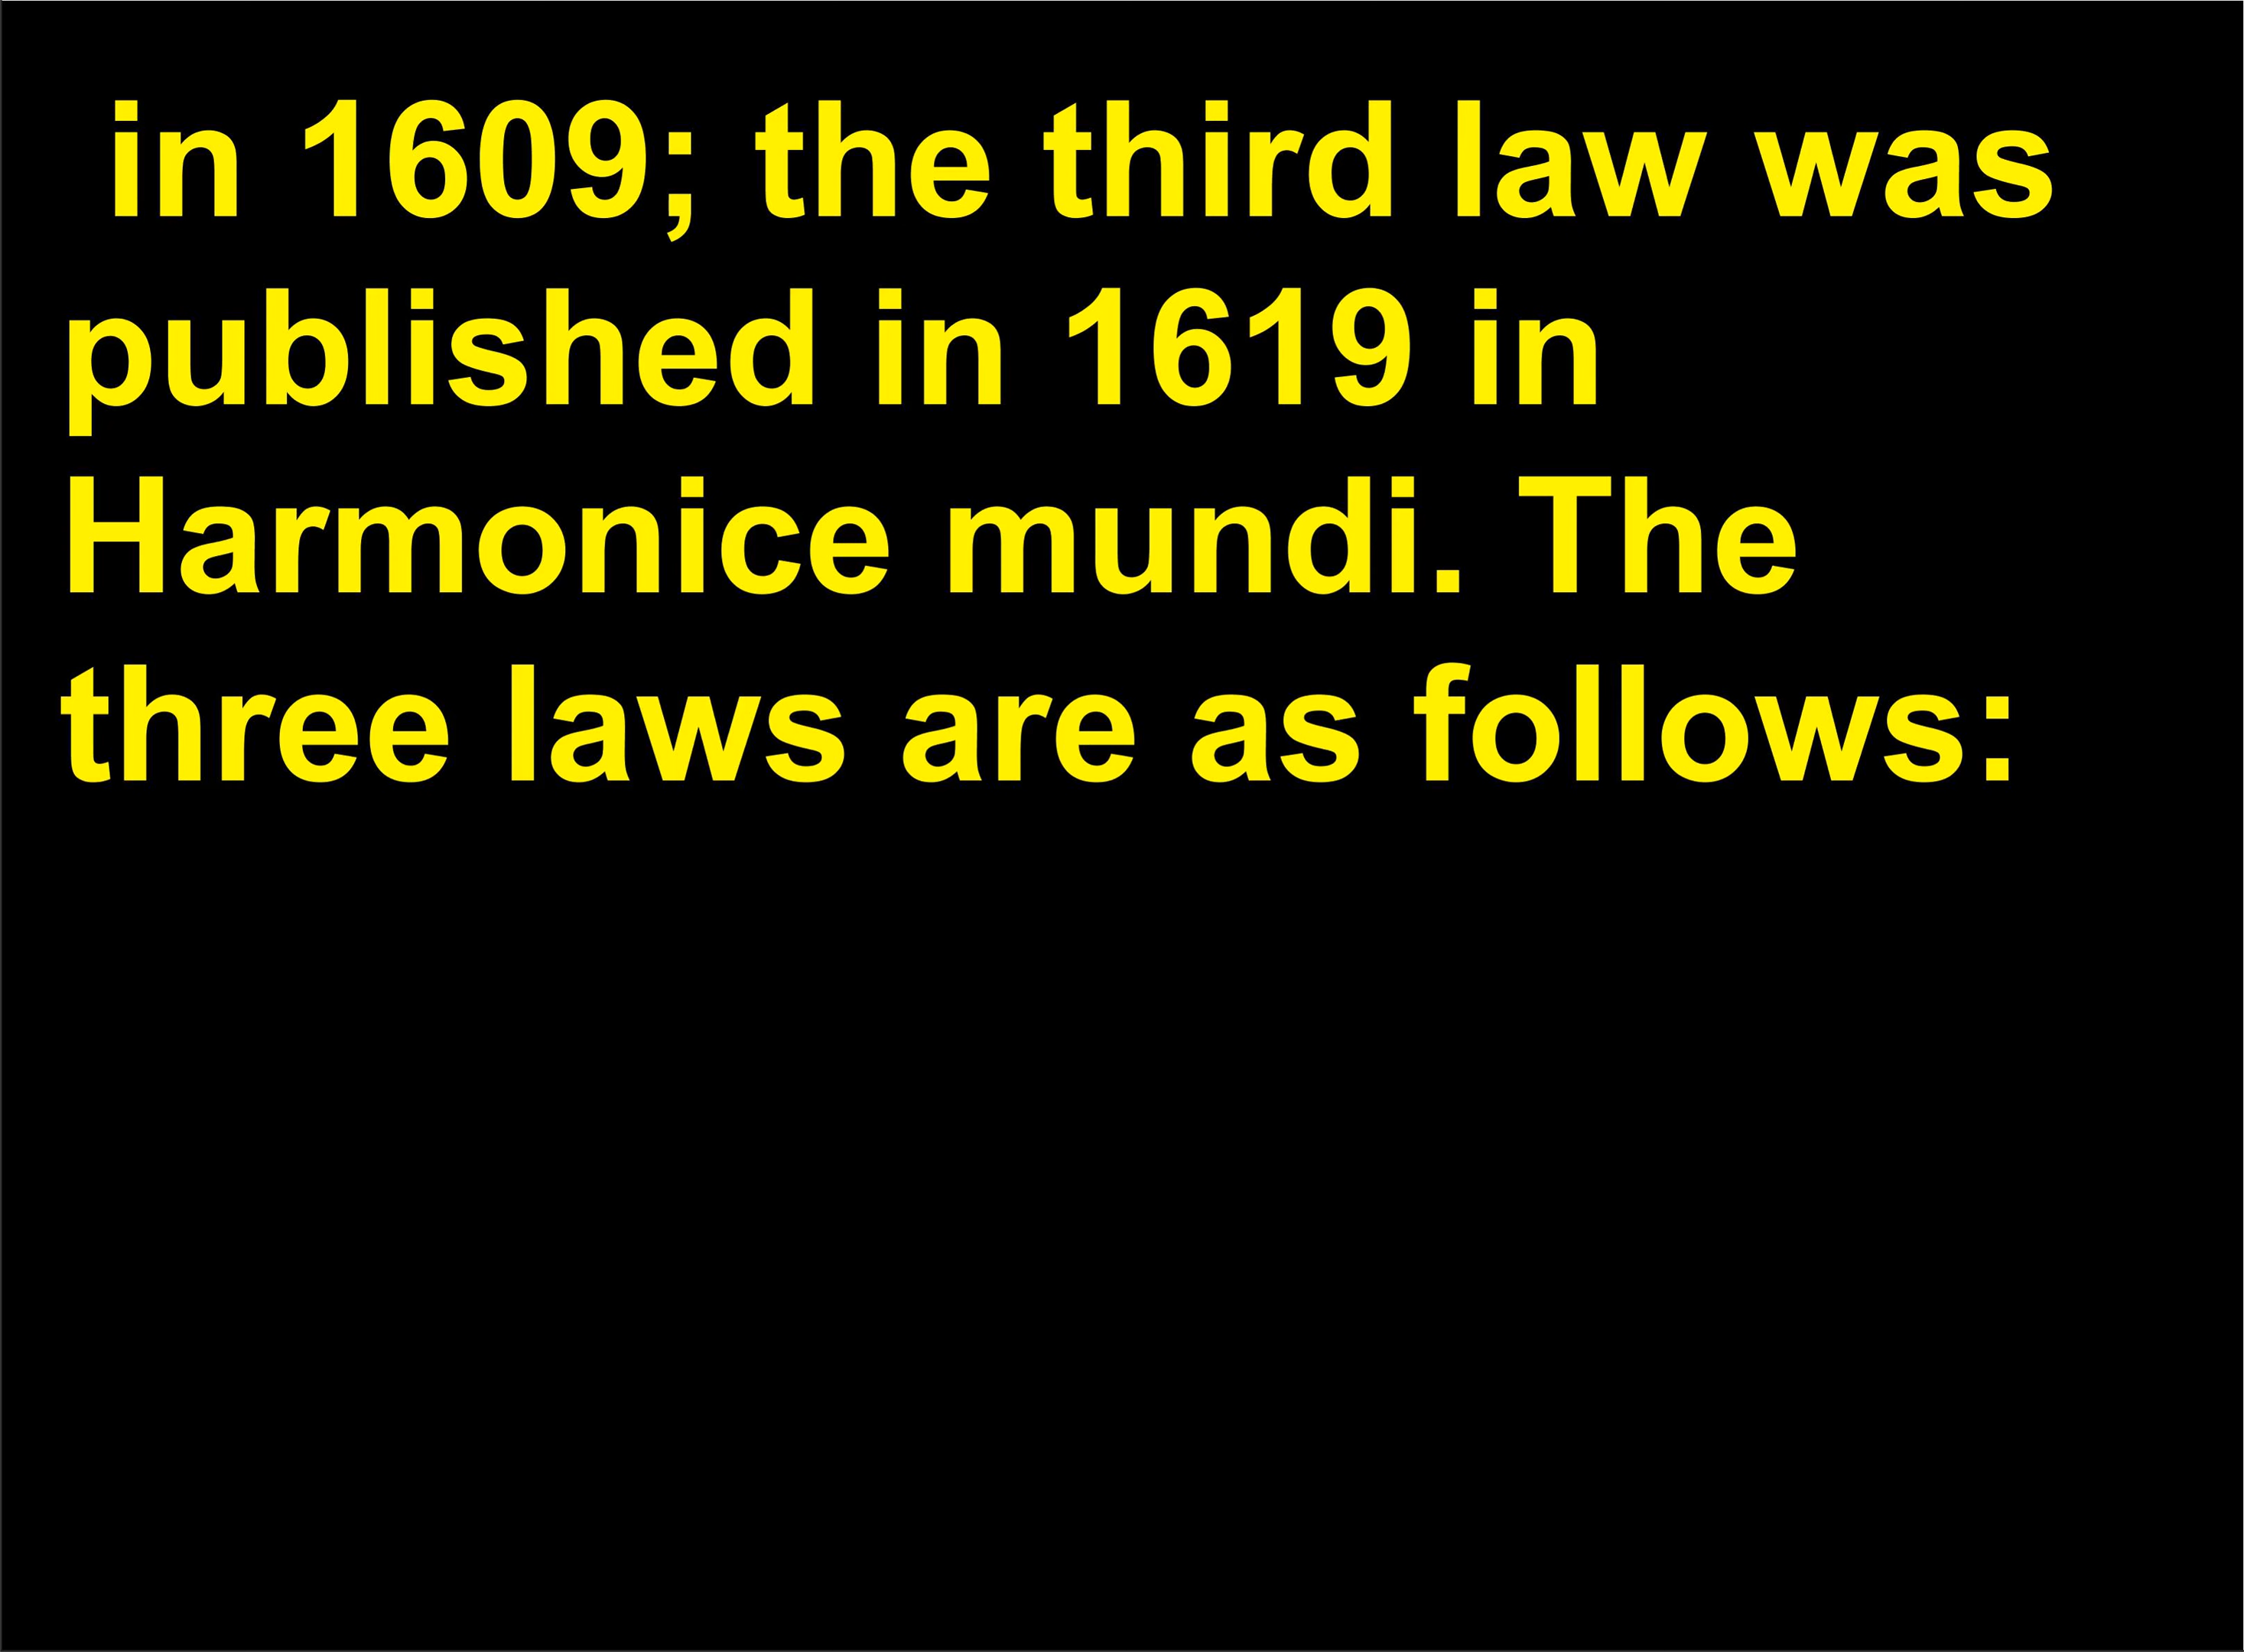 in 1609; the third law was
published in 1619 in
Harmonice mundi. The
three laws are as follows: